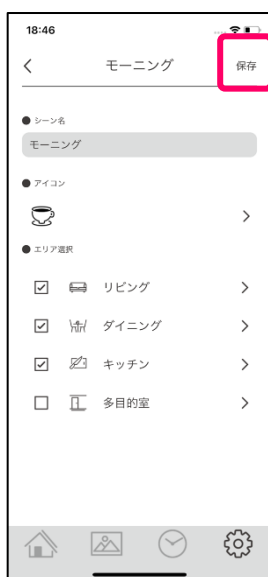 18:46
モーニング
保存
● シーン名
モーニング
● アイコン
● エリア選択
リビング
ダイニング
キッチン
多目的室